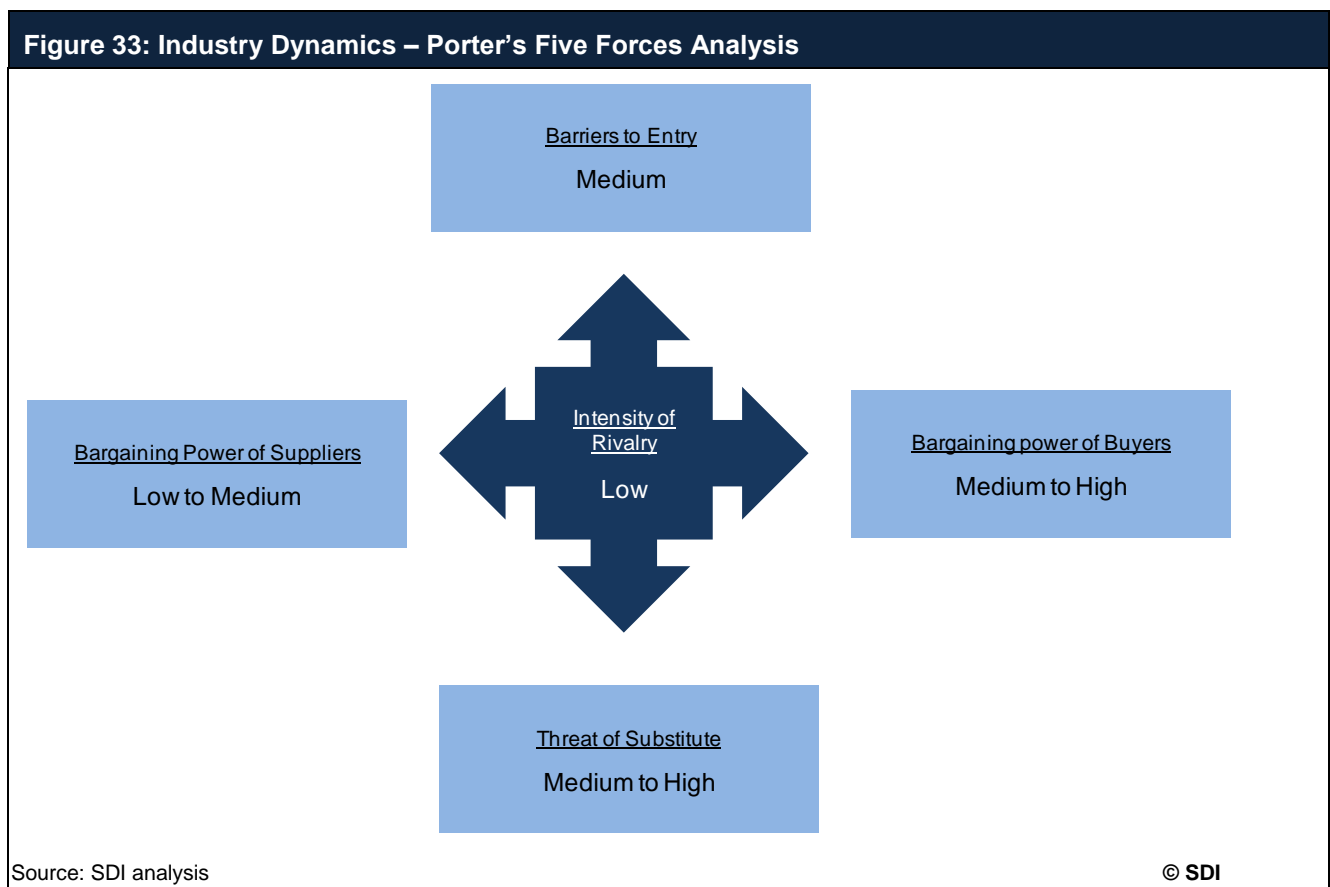 Figure 33: Industry Dynamics – Porter’s Five Forces Analysis
Barriers to Entry
Medium
Bargaining Power of Suppliers
Low to Medium
Intensity of
Rivalry
Low
Bargaining power of Buyers
Medium to High
Threat of Substitute
Medium to High
Source: SDI analysis
© SDI